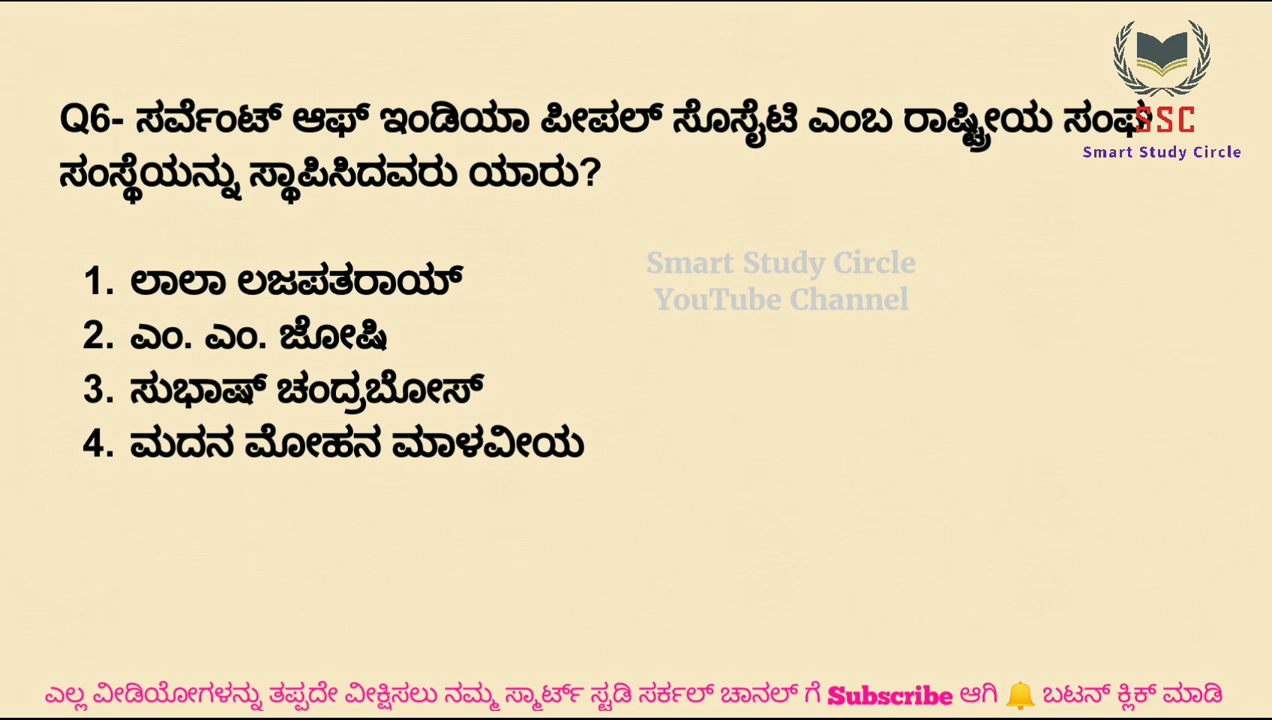 SSC
Smart Study Circle
Q6- ಸರ್ವೆಂಟ್ ಆಫ್ ಇಂಡಿಯಾ ಪೀಪಲ್ ಸೊಸೈಟಿ ಎಂಬ ರಾಷ್ಟ್ರೀಯ ಸಂಘ
ಸಂಸ್ಥೆಯನ್ನು ಸ್ಥಾಪಿಸಿದವರು ಯಾರು?
Smart Study Circle
YouTube Channel
1. ಲಾಲಾ ಲಜಪತರಾಯ್
2. ಎಂ. ಎಂ. ಜೋಷಿ
3. ಸುಭಾಷ್ ಚಂದ್ರಬೋಸ್
4. ಮದನ ಮೋಹನ ಮಾಳವೀಯ
ಎಲ್ಲ ವೀಡಿಯೋಗಳನ್ನು ತಪ್ಪದೇ ವೀಕ್ಷಿಸಲು ನಮ್ಮ ಸ್ಮಾರ್ಟ್ ಸ್ಟಡಿ ಸರ್ಕಲ್ ಚಾನಲ್ ಗೆ Subscribe ಆಗಿ 🔔 ಬಟನ್ ಕ್ಲಿಕ್ ಮಾಡಿ